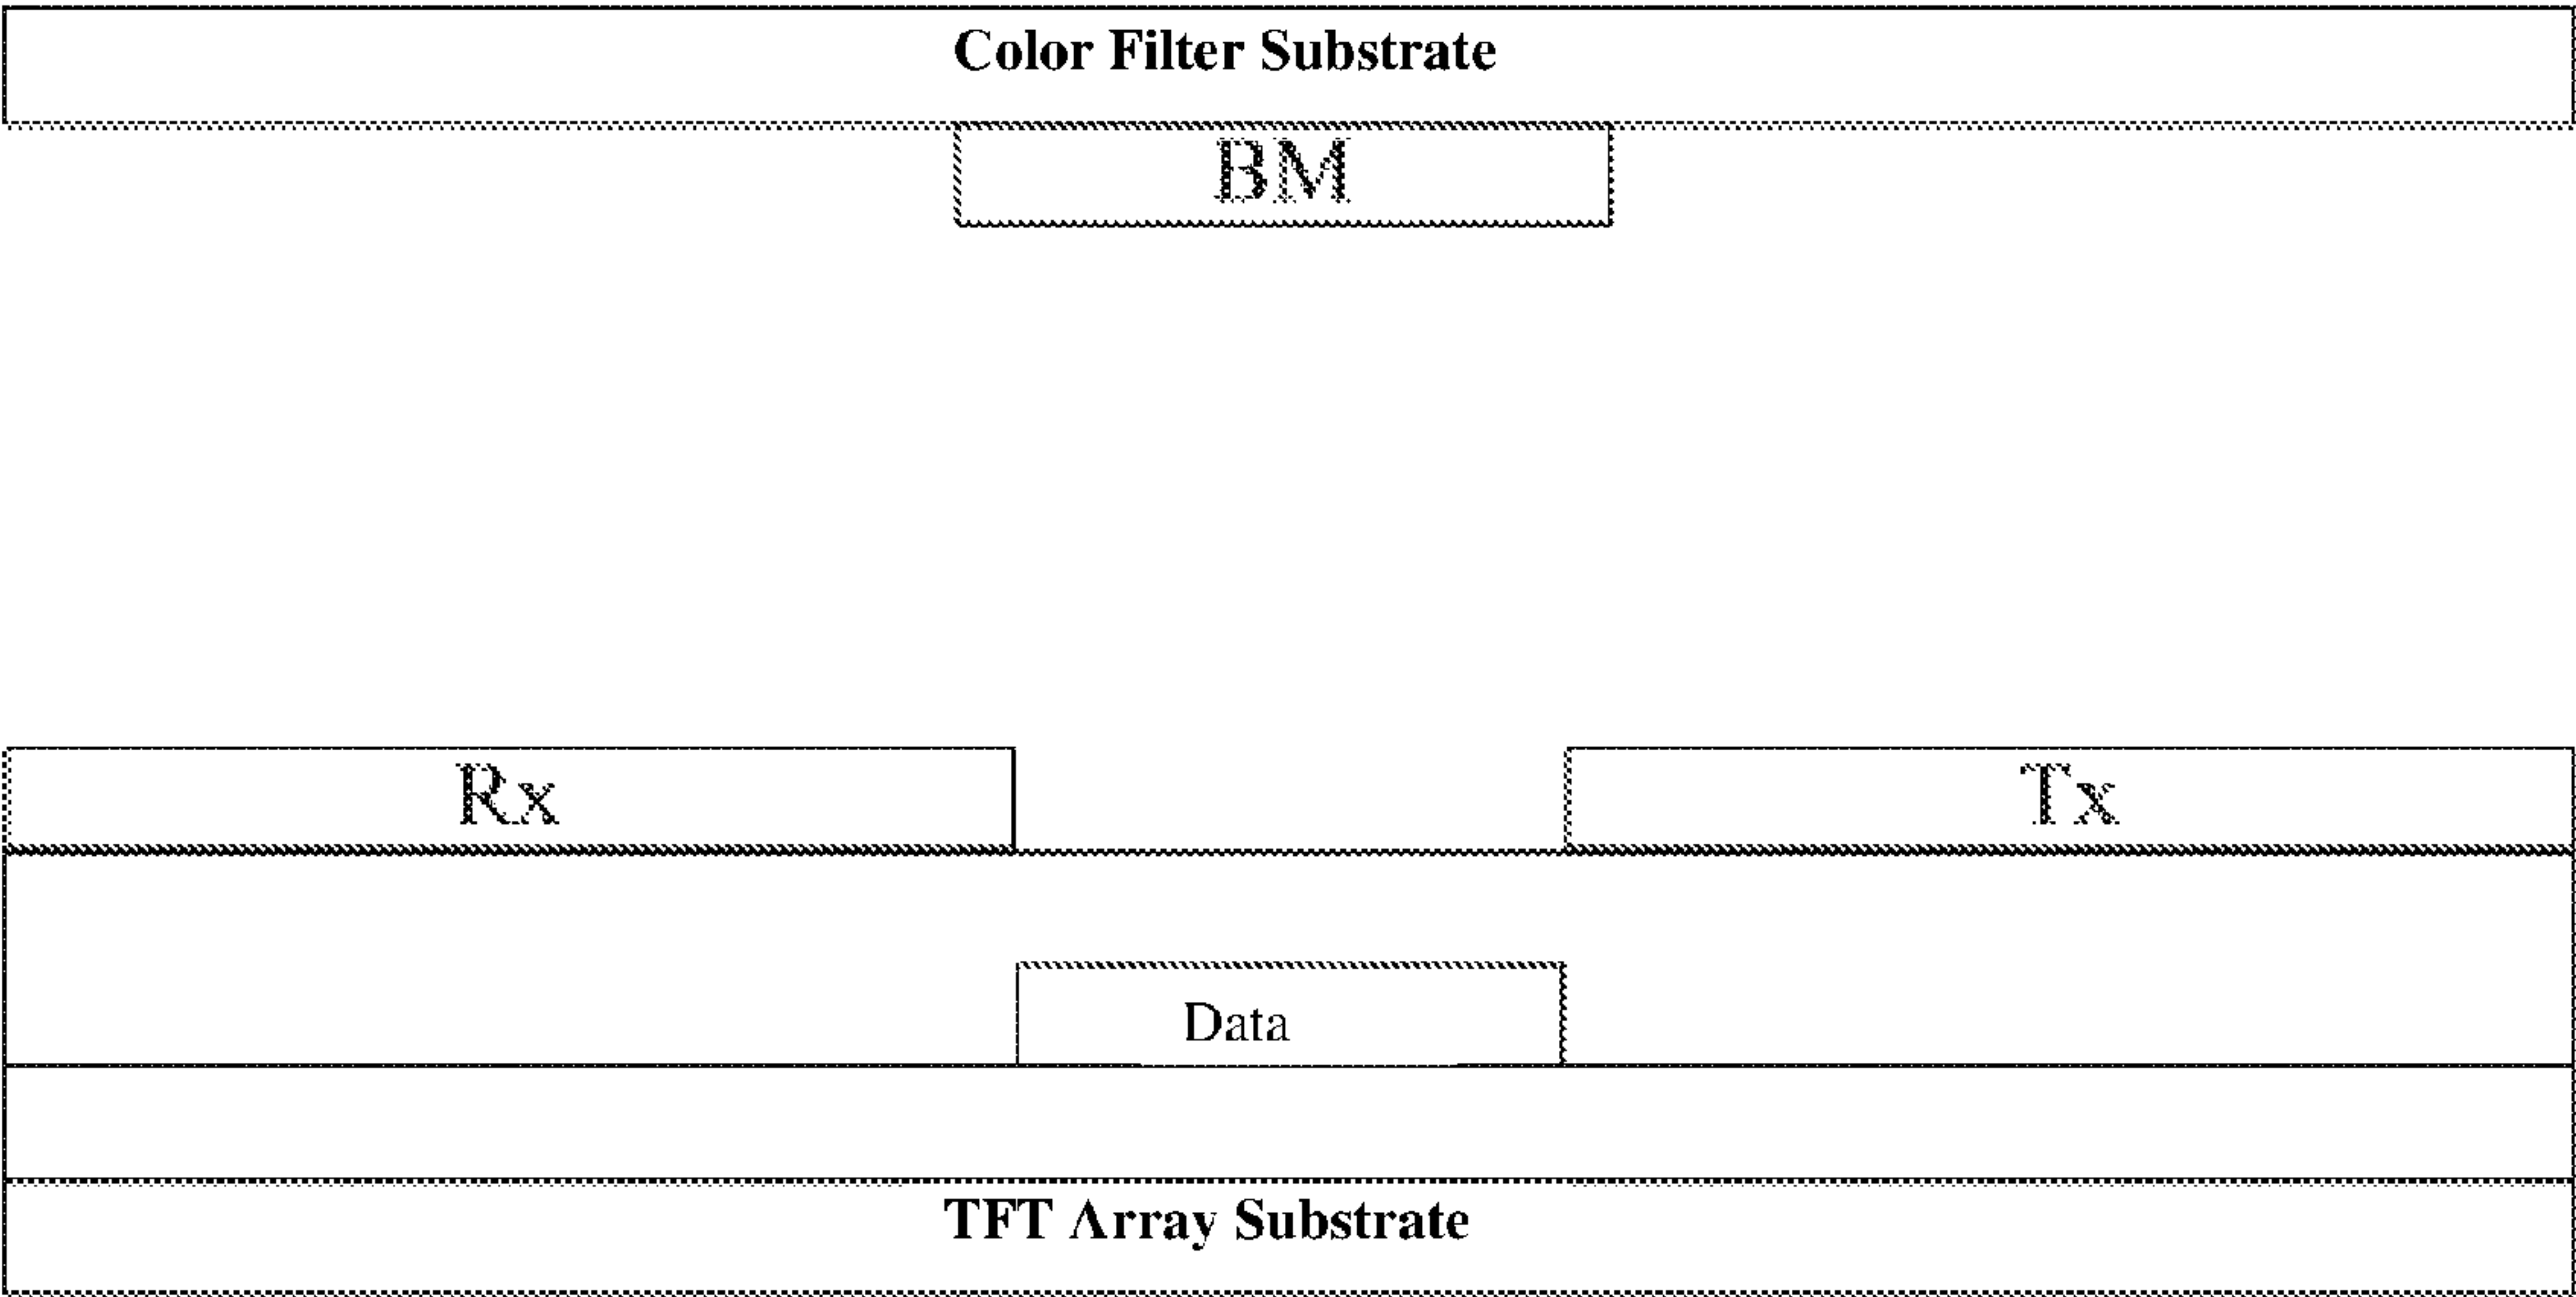 Color Filter Substrate
BM
Rx Tx
Data
TFT Array Substrate